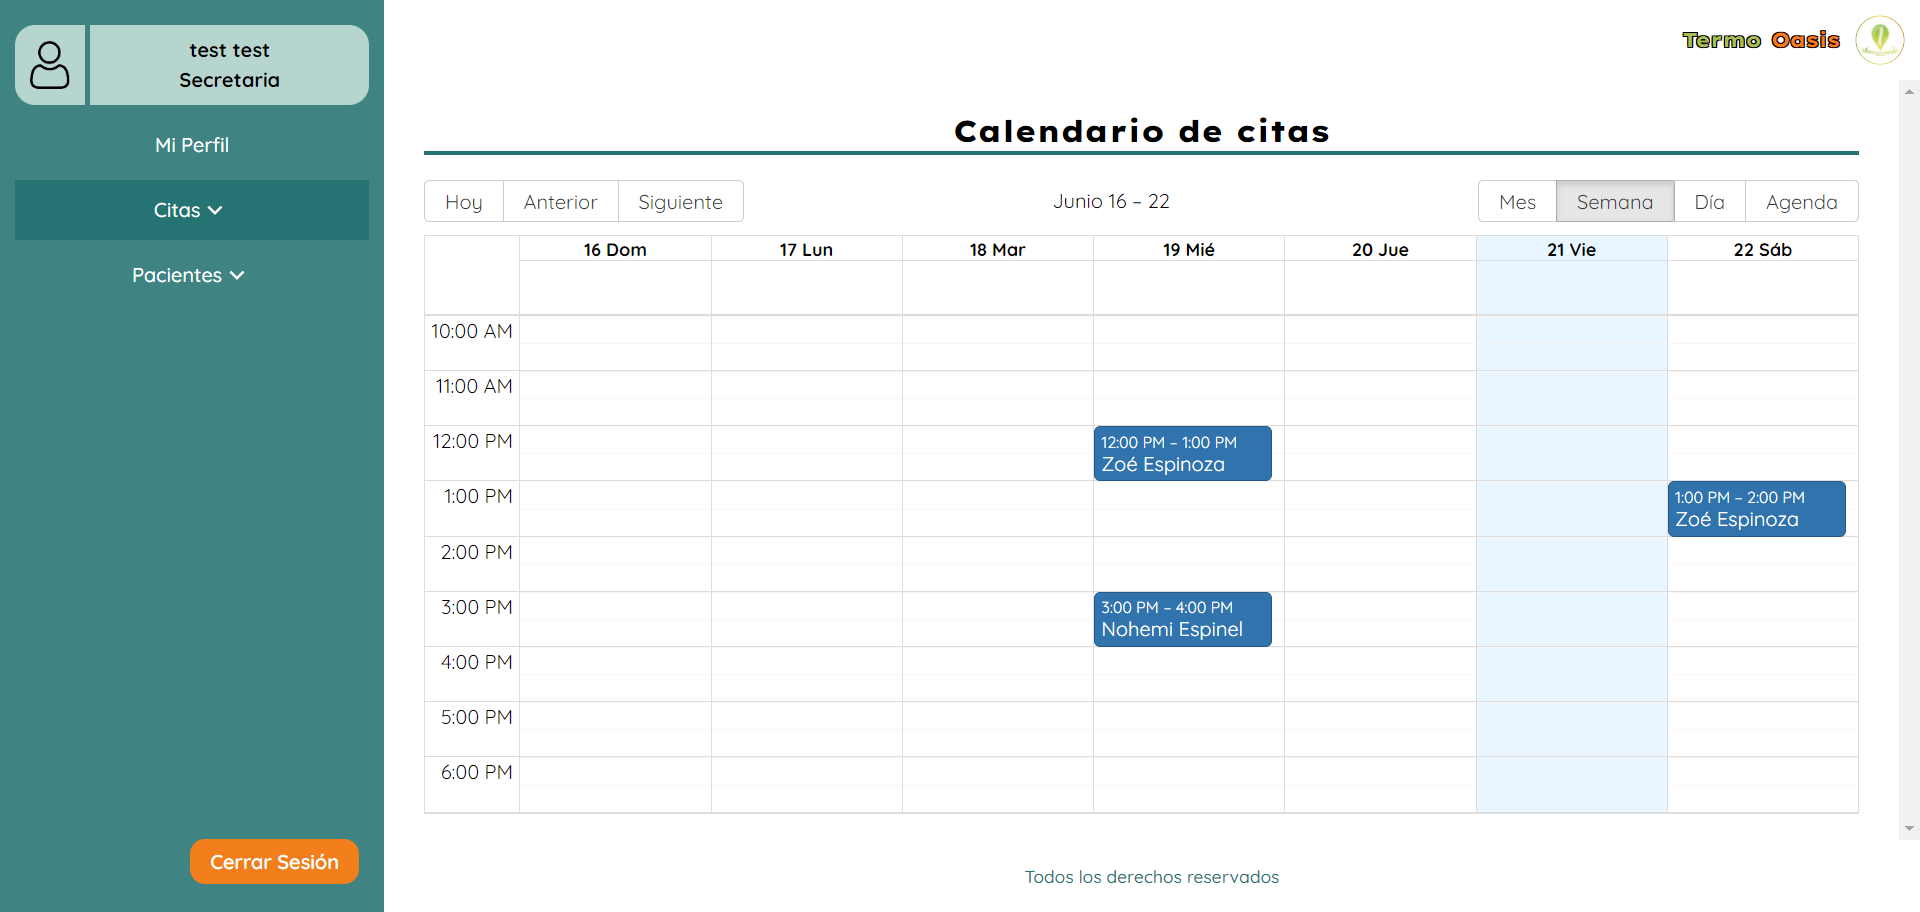 test test
Secretaria
Mi Perfil
Citas
Pacientes
Cerrar Sesión
Termo Oasis
Calendario de citas
Hoy Anterior Siguiente
Junio 16 – 22
Mes Semana Día Agenda
16 Dom 17 Lun 18 Mar 19 Mié 20 Jue 21 Vie 22 Sáb
10:00 AM
11:00 AM
12:00 PM
12:00 PM – 1:00 PM
Zoé Espinoza
1:00 PM
1:00 PM – 2:00 PM
Zoé Espinoza
2:00 PM
3:00 PM
3:00 PM – 4:00 PM
Nohemi Espinel
4:00 PM
5:00 PM
6:00 PM
Todos los derechos reservados